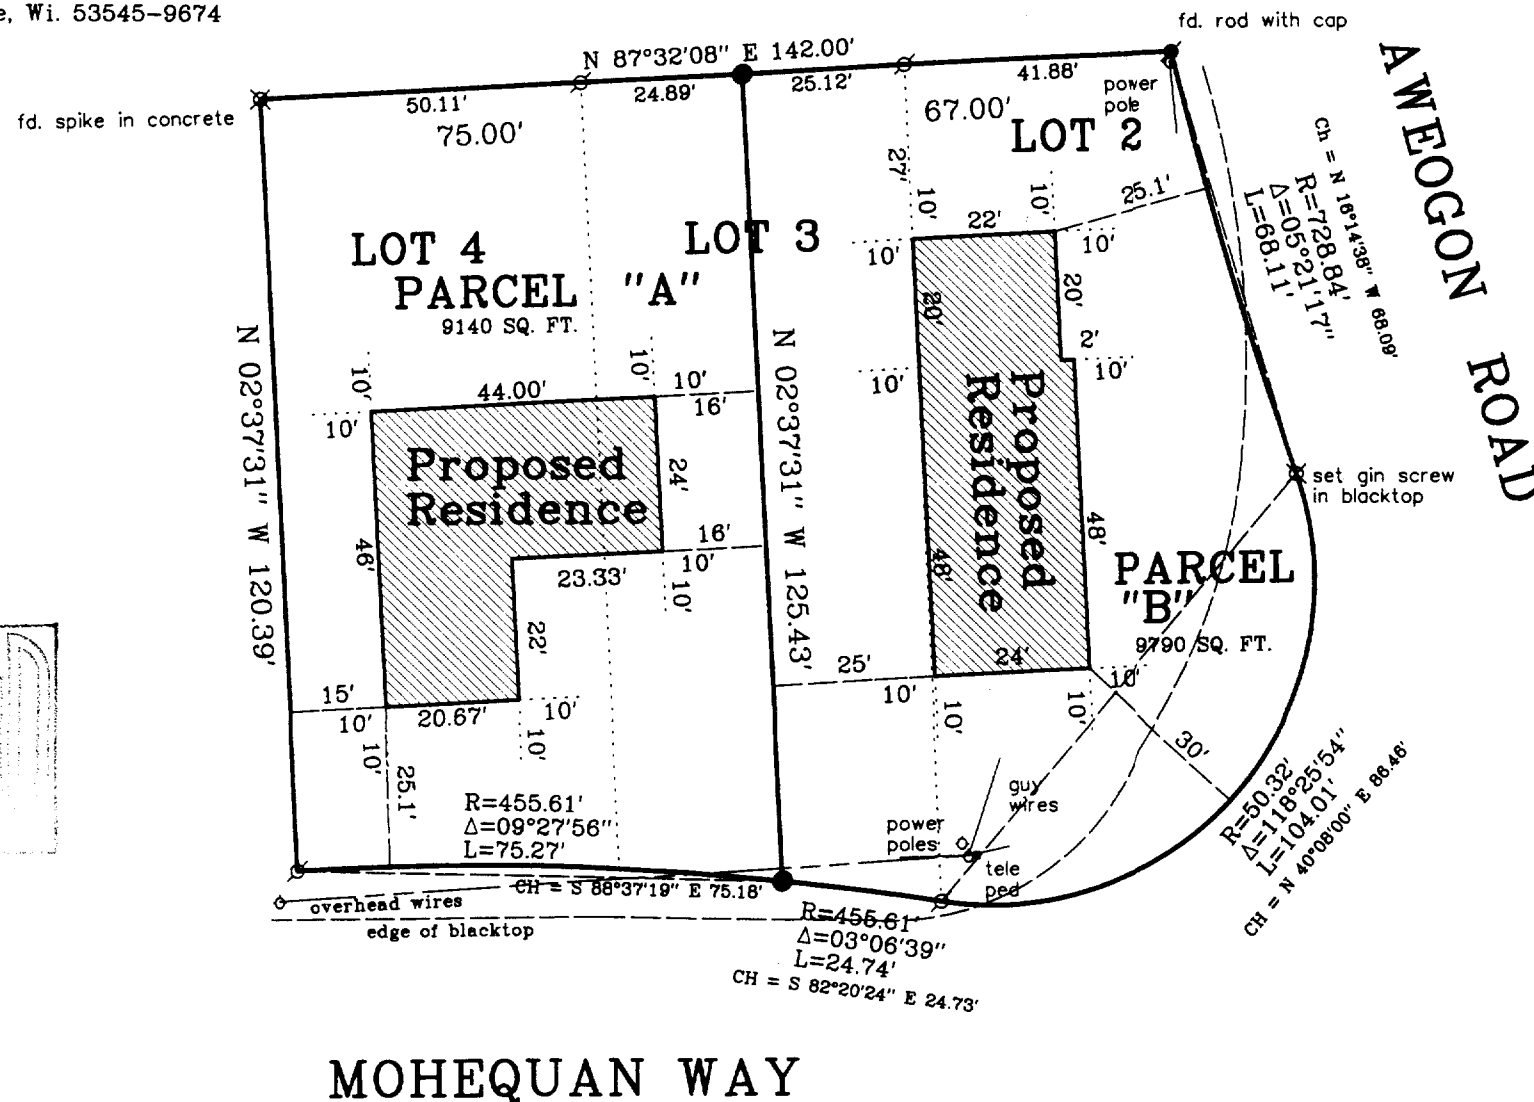 e, Wi. 53545-9674
fd. rod with cap
N 87°32'08" E 142.00'
50.11'
24.89'
25.12'
41.88'
fd. spike in concrete
75.00'
67.00'
power
pole
LOT 2
AWEOGON ROAD
Ch = N 16°14'38" W 68.09'
R=728.84'
Δ=05°21'17"
L=68.11'
27'
10'
10'
25.1'
22'
10'
10'
LOT 4
LOT 3
PARCEL "A"
9140 SQ. FT.
20'
20'
2'
10'
10'
N 02°37'31" W 120.39'
N 02°37'31" W 125.43'
10'
10'
10'
44.00'
16'
10'
Proposed
Residence
24'
46'
16'
10'
23.33'
10'
22'
Proposed
Residence
48'
48'
set gin screw
in blacktop
PARCEL
"B"
9790 SQ. FT.
24'
25'
10'
10'
10'
10'
30'
15'
10'
20.67'
10'
10'
10'
25.1'
R=455.61'
Δ=09°27'56"
L=75.27'
CH = S 88°37'19" E 75.18'
guy
wires
power
poles
tele
ped
R=50.32'
Δ=118°25'54"
L=104.01'
CH = N 40°08'00" E 86.46'
overhead wires
edge of blacktop
R=455.61'
Δ=03°06'39"
L=24.74'
CH = S 82°20'24" E 24.73'
MOHEQUAN WAY